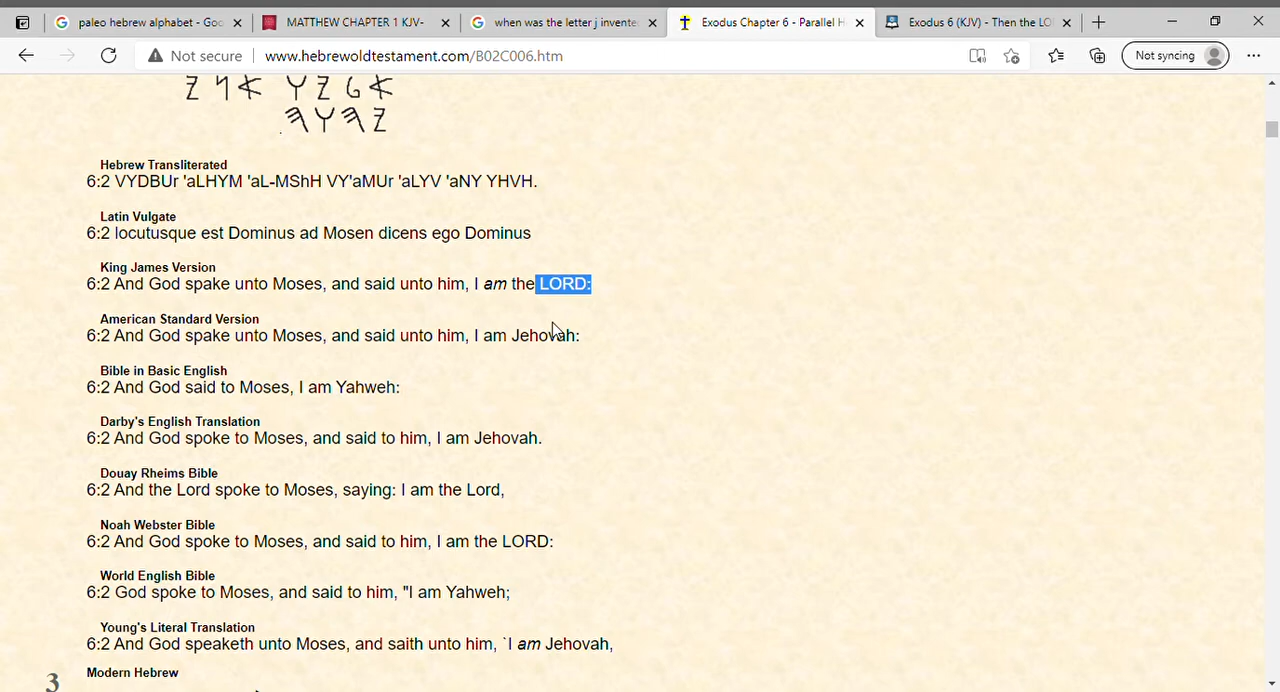 paleo hebrew alphabet - Goo
MATTHEW CHAPTER 1 KJV-
when was the letter j invente
Exodus Chapter 6 - Parallel H
Exodus 6 (KJV) - Then the LO
Not secure
www.hebrewoldtestament.com/B02C006.htm
Not syncing
𐤀𐤋𐤉𐤅 𐤀𐤍𐤉
𐤉𐤄𐤅𐤄.
Hebrew Transliterated
6:2 VYDBUr 'aLHYM 'aL-MShH VY'aMUr 'aLYV 'aNY YHVH.
Latin Vulgate
6:2 locutusque est Dominus ad Mosen dicens ego Dominus
King James Version
6:2 And God spake unto Moses, and said unto him, I am the LORD:
American Standard Version
6:2 And God spake unto Moses, and said unto him, I am Jehovah:
Bible in Basic English
6:2 And God said to Moses, I am Yahweh:
Darby's English Translation
6:2 And God spoke to Moses, and said to him, I am Jehovah.
Douay Rheims Bible
6:2 And the Lord spoke to Moses, saying: I am the Lord,
Noah Webster Bible
6:2 And God spoke to Moses, and said to him, I am the LORD:
World English Bible
6:2 God spoke to Moses, and said to him, "I am Yahweh;
Young's Literal Translation
6:2 And God speaketh unto Moses, and saith unto him, `I am Jehovah,
3 Modern Hebrew